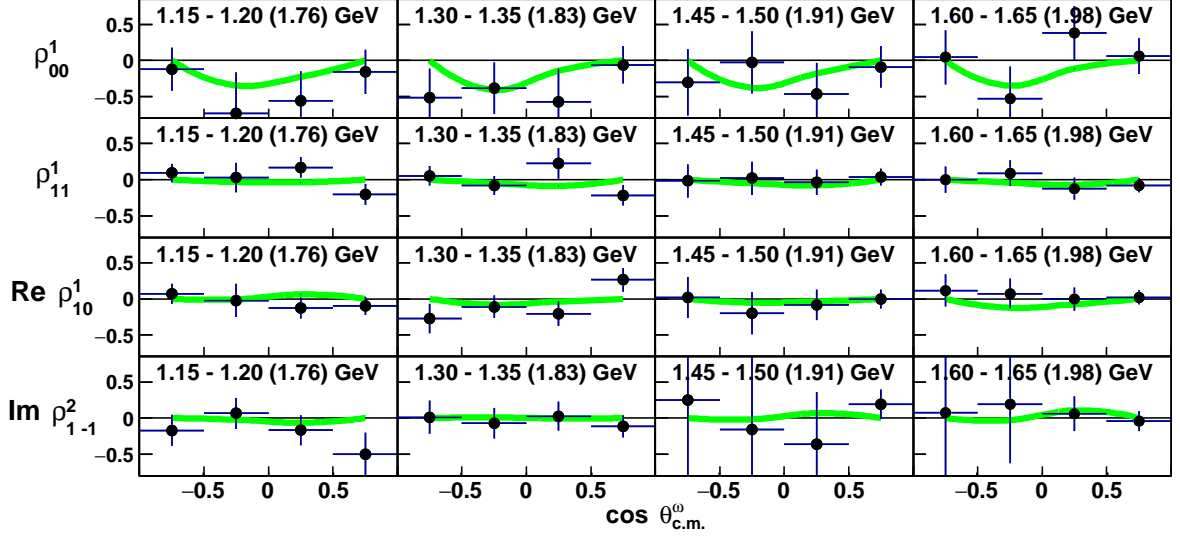 1.15 - 1.20 (1.76) GeV 1.30 - 1.35 (1.83) GeV 1.45 - 1.50 (1.91) GeV 1.60 - 1.65 (1.98) GeV
0.5
ρ¹₀₀ 0
−0.5
1.15 - 1.20 (1.76) GeV 1.30 - 1.35 (1.83) GeV 1.45 - 1.50 (1.91) GeV 1.60 - 1.65 (1.98) GeV
0.5
ρ¹₁₁ 0
−0.5
1.15 - 1.20 (1.76) GeV 1.30 - 1.35 (1.83) GeV 1.45 - 1.50 (1.91) GeV 1.60 - 1.65 (1.98) GeV
0.5
Re ρ¹₁₀ 0
−0.5
1.15 - 1.20 (1.76) GeV 1.30 - 1.35 (1.83) GeV 1.45 - 1.50 (1.91) GeV 1.60 - 1.65 (1.98) GeV
0.5
Im ρ²₁ ₋₁ 0
−0.5
−0.5 0 0.5 −0.5 0 0.5 −0.5 0 0.5 −0.5 0 0.5
cos θ^ω_c.m.